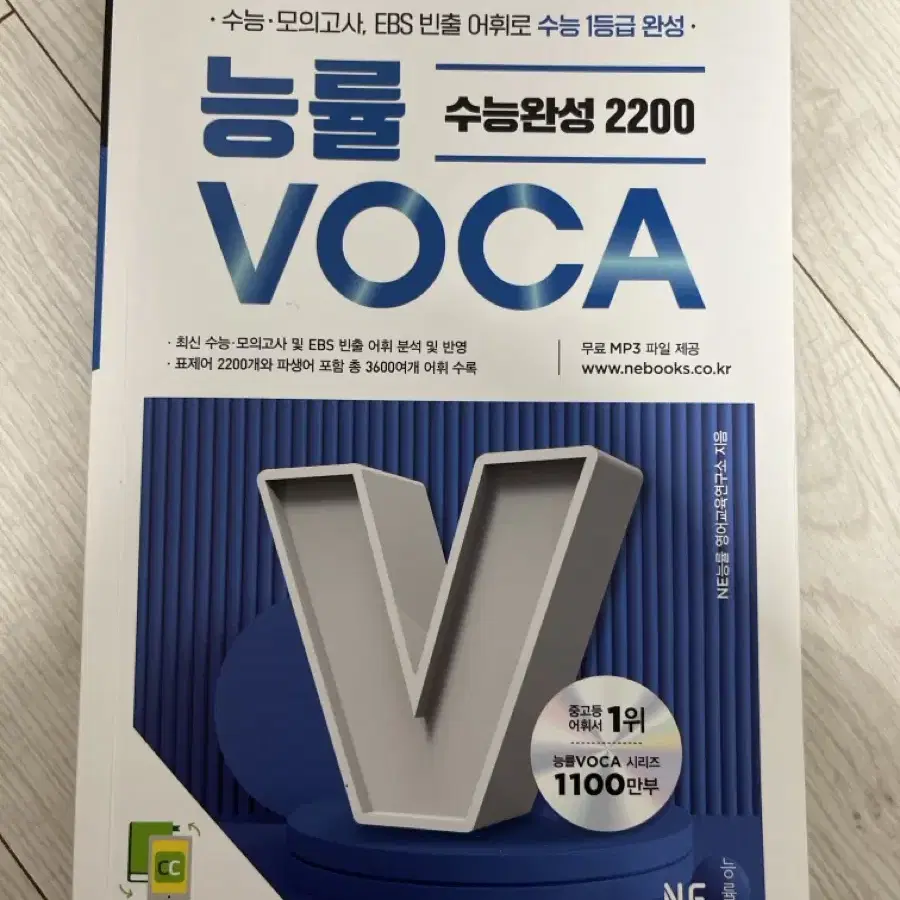 · 수능·모의고사, EBS 빈출 어휘로 수능 1등급 완성 ·
능률
수능완성 2200
VOCA
· 최신 수능·모의고사 및 EBS 빈출 어휘 분석 및 반영
· 표제어 2200개와 파생어 포함 총 3600여개 어휘 수록
무료 MP3 파일 제공
www.nebooks.co.kr
NE능률 영어교육연구소 지음
중고등
어휘서 1위
능률VOCA 시리즈
1100만부
CC